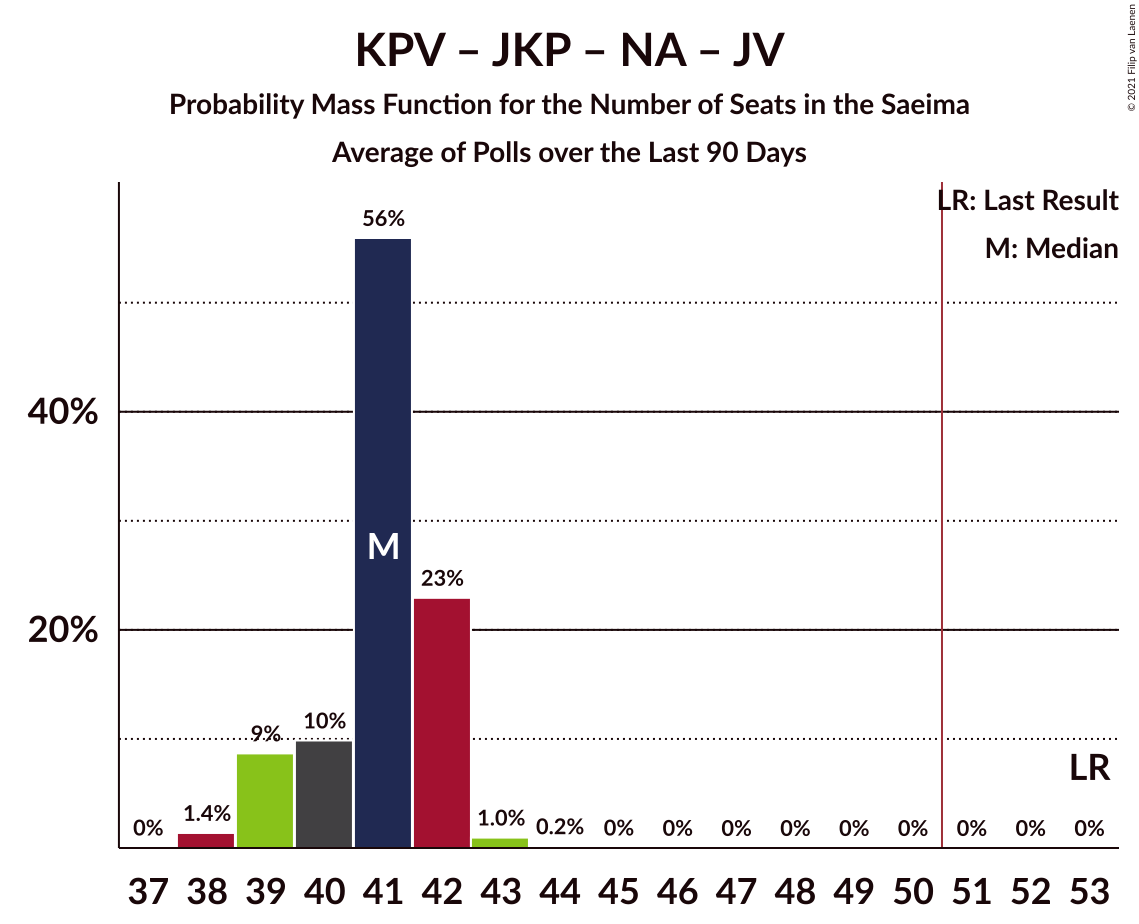 KPV – JKP – NA – JV
Probability Mass Function for the Number of Seats in the Saeima
Average of Polls over the Last 90 Days
© 2021 Filip van Laenen
LR: Last Result
M: Median
56%
40%
M
23%
20%
10%
9%
LR
1.4%
1.0%
0.2%
0%
0%
0%
0%
0%
0%
0%
0%
0%
0%
37 38 39 40 41 42 43 44 45 46 47 48 49 50 51 52 53